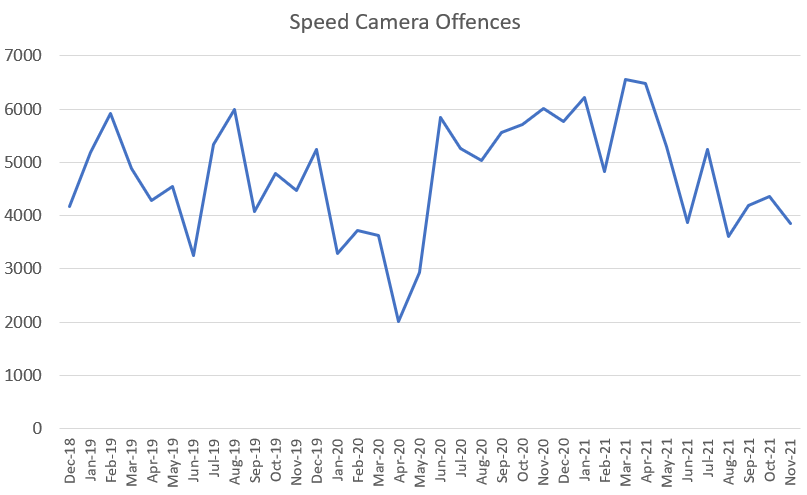 Speed Camera Offences
7000
6000
5000
4000
3000
2000
1000
0
Dec-18
Jan-19
Feb-19
Mar-19
Apr-19
May-19
Jun-19
Jul-19
Aug-19
Sep-19
Oct-19
Nov-19
Dec-19
Jan-20
Feb-20
Mar-20
Apr-20
May-20
Jun-20
Jul-20
Aug-20
Sep-20
Oct-20
Nov-20
Dec-20
Jan-21
Feb-21
Mar-21
Apr-21
May-21
Jun-21
Jul-21
Aug-21
Sep-21
Oct-21
Nov-21